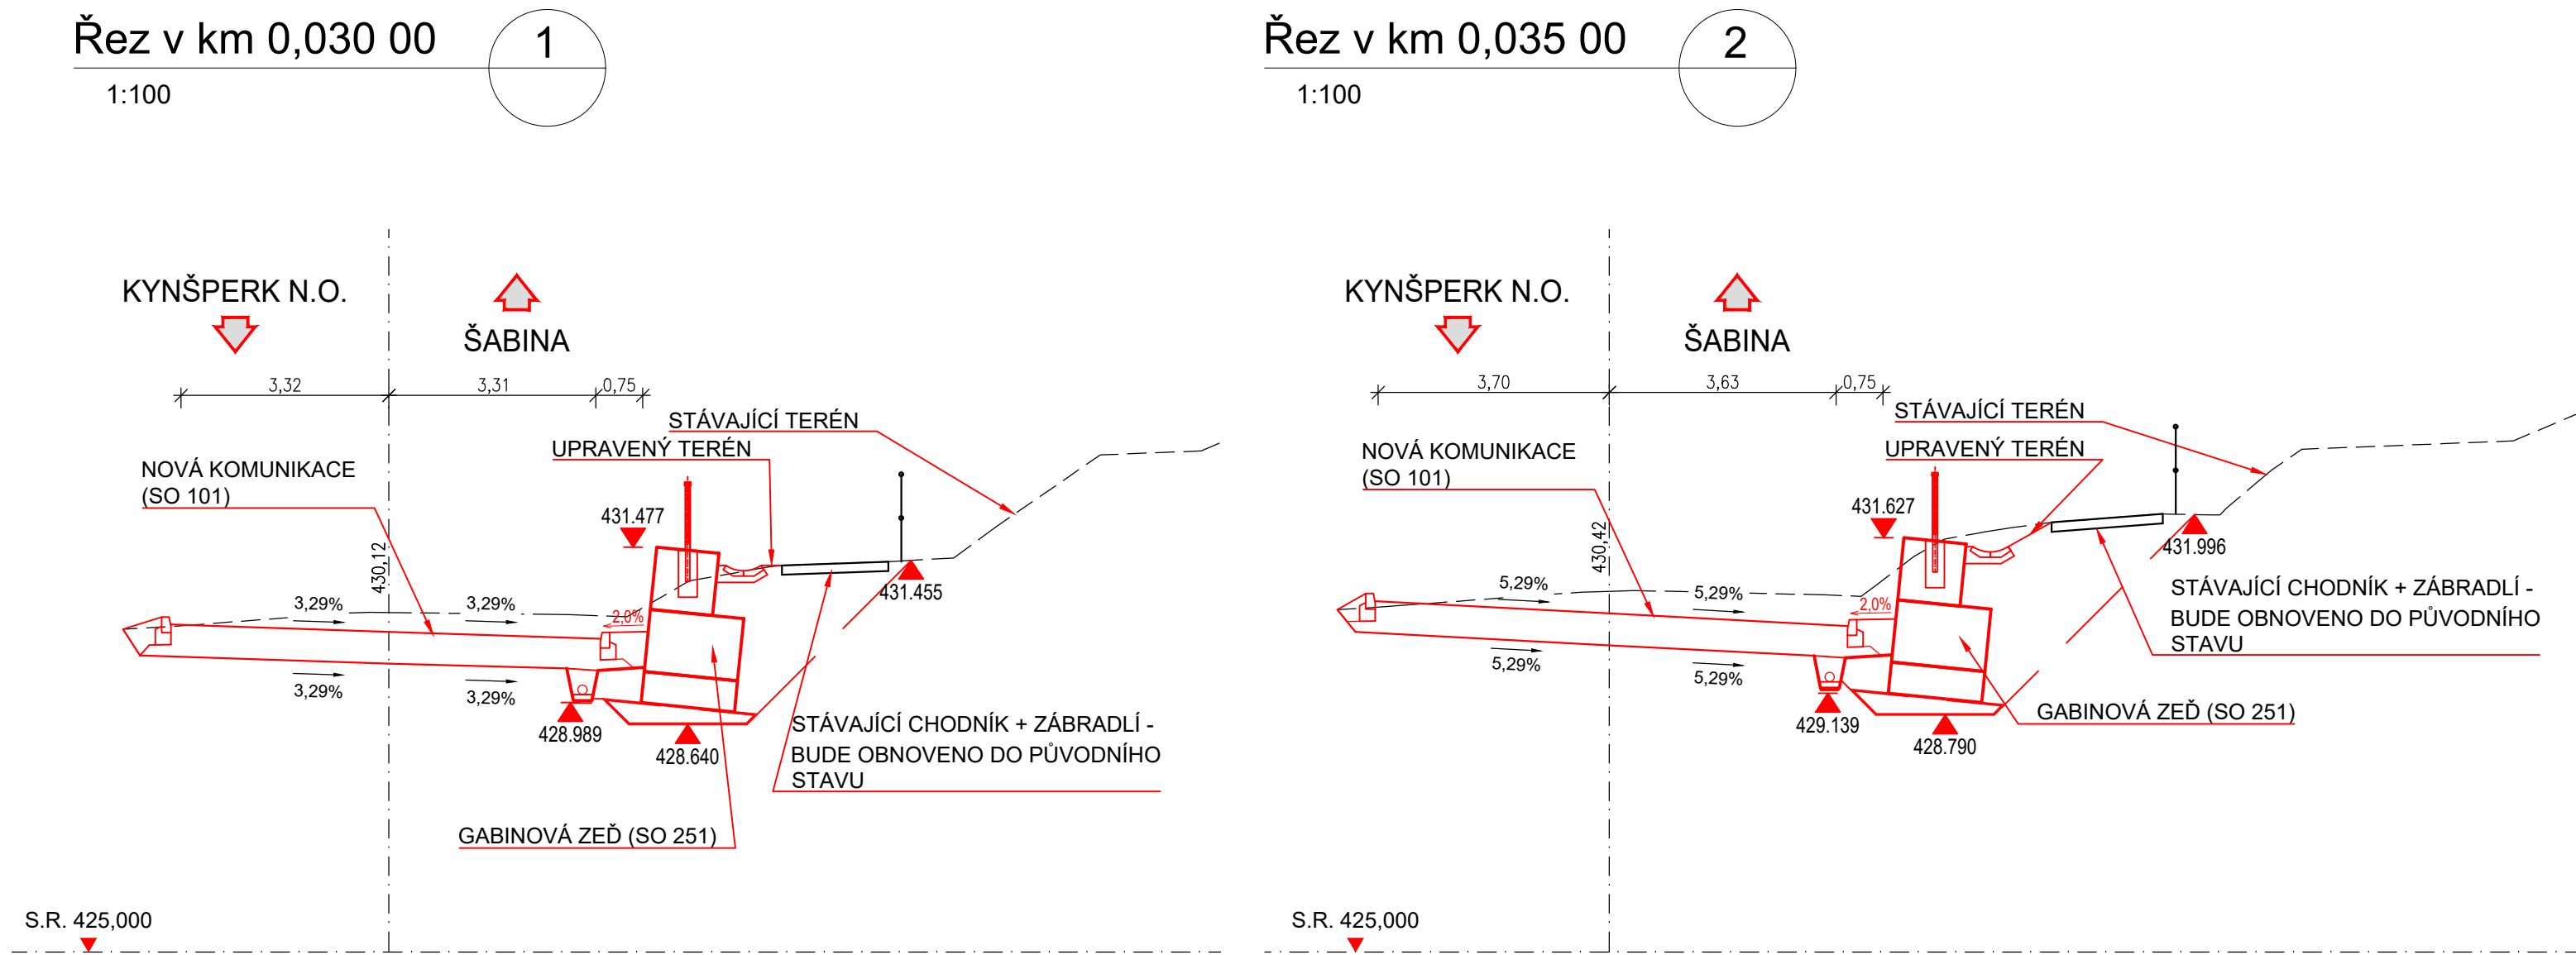 Řez v km 0,030 00
1
1:100
KYNŠPERK N.O.
ŠABINA
3,32
3,31
0,75
STÁVAJÍCÍ TERÉN
UPRAVENÝ TERÉN
NOVÁ KOMUNIKACE
(SO 101)
431.477
430,12
3,29%
3,29%
2,0%
431.455
3,29%
3,29%
428.989
428.640
STÁVAJÍCÍ CHODNÍK + ZÁBRADLÍ -
BUDE OBNOVENO DO PŮVODNÍHO
STAVU
GABINOVÁ ZEĎ (SO 251)
S.R. 425,000
Řez v km 0,035 00
2
1:100
KYNŠPERK N.O.
ŠABINA
3,70
3,63
0,75
STÁVAJÍCÍ TERÉN
UPRAVENÝ TERÉN
NOVÁ KOMUNIKACE
(SO 101)
431.627
430,42
431.996
5,29%
5,29%
2,0%
STÁVAJÍCÍ CHODNÍK + ZÁBRADLÍ -
BUDE OBNOVENO DO PŮVODNÍHO
STAVU
5,29%
5,29%
429.139
428.790
GABINOVÁ ZEĎ (SO 251)
S.R. 425,000